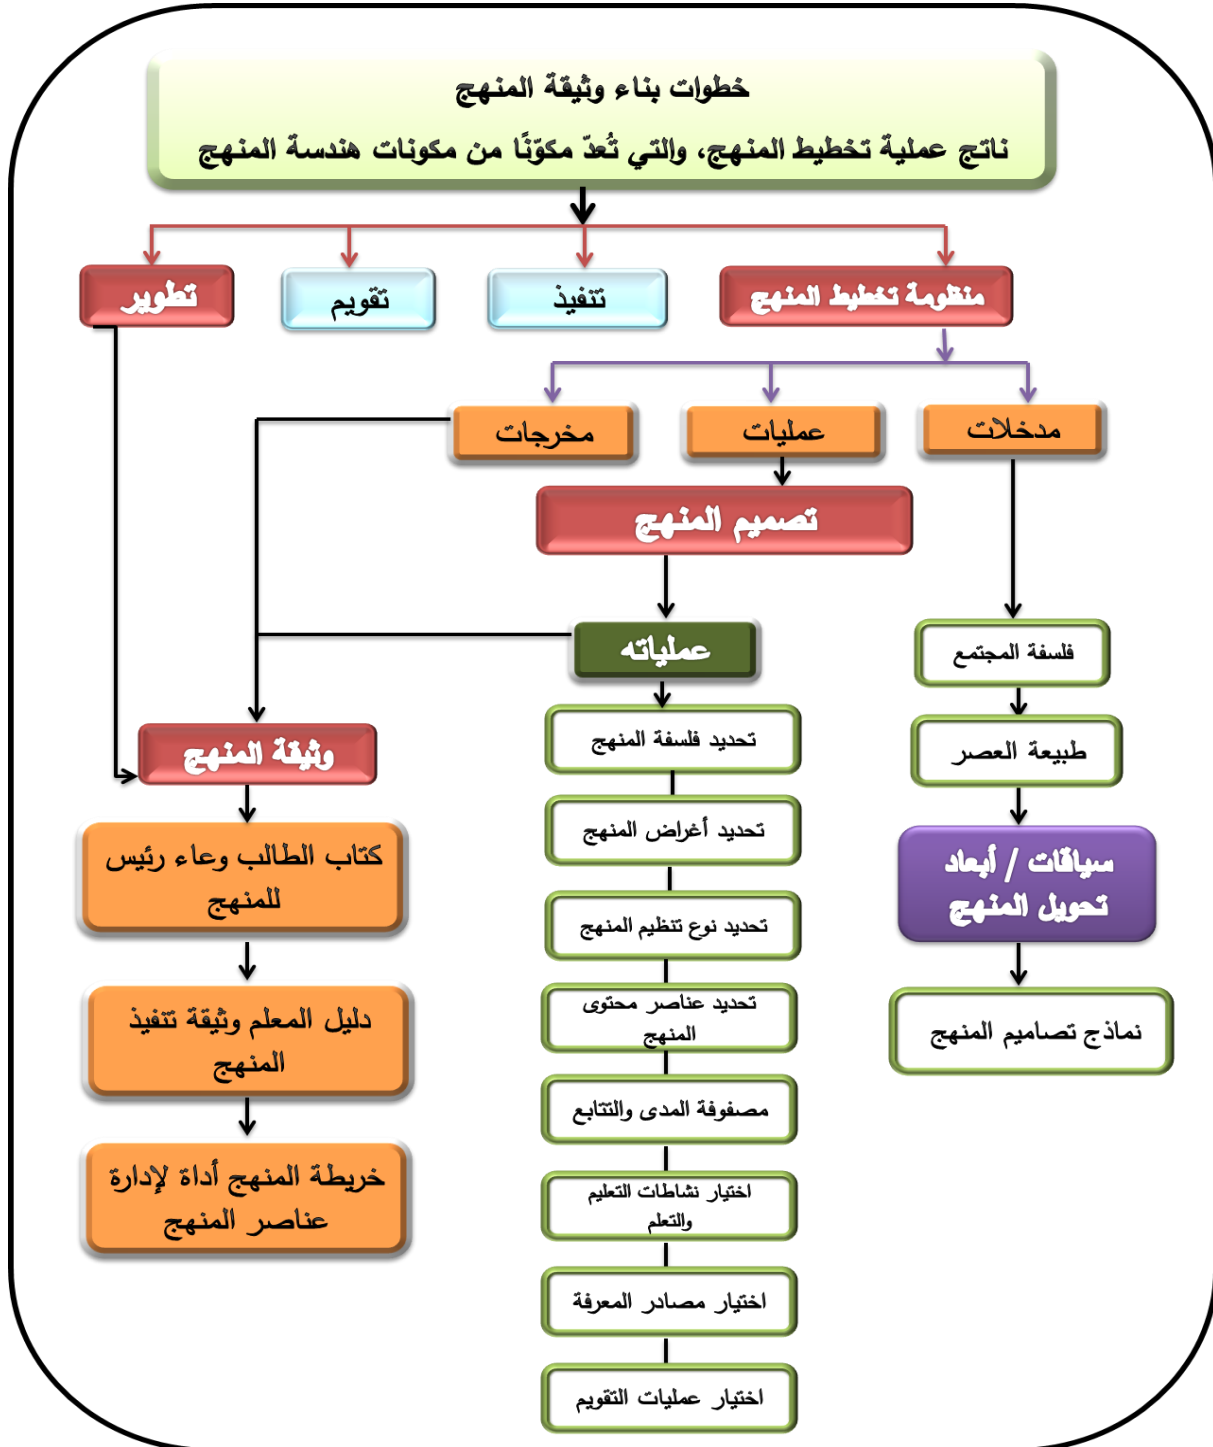 خطوات بناء وثيقة المنهج
ناتج عملية تخطيط المنهج، والتي تُعدّ مكوّنًا من مكونات هندسة المنهج
منظومة تخطيط المنهج
تنفيذ
تقويم
تطوير
مدخلات
عمليات
مخرجات
تصميم المنهج
عملياته
فلسفة المجتمع
طبيعة العصر
سياقات / أبعاد
تحويل المنهج
نماذج تصاميم المنهج
تحديد فلسفة المنهج
تحديد أغراض المنهج
تحديد نوع تنظيم المنهج
تحديد عناصر محتوى
المنهج
مصفوفة المدى والتتابع
اختيار نشاطات التعليم
والتعلم
اختيار مصادر المعرفة
اختيار عمليات التقويم
وثيقة المنهج
كتاب الطالب وعاء رئيس
للمنهج
دليل المعلم وثيقة تنفيذ
المنهج
خريطة المنهج أداة لإدارة
عناصر المنهج